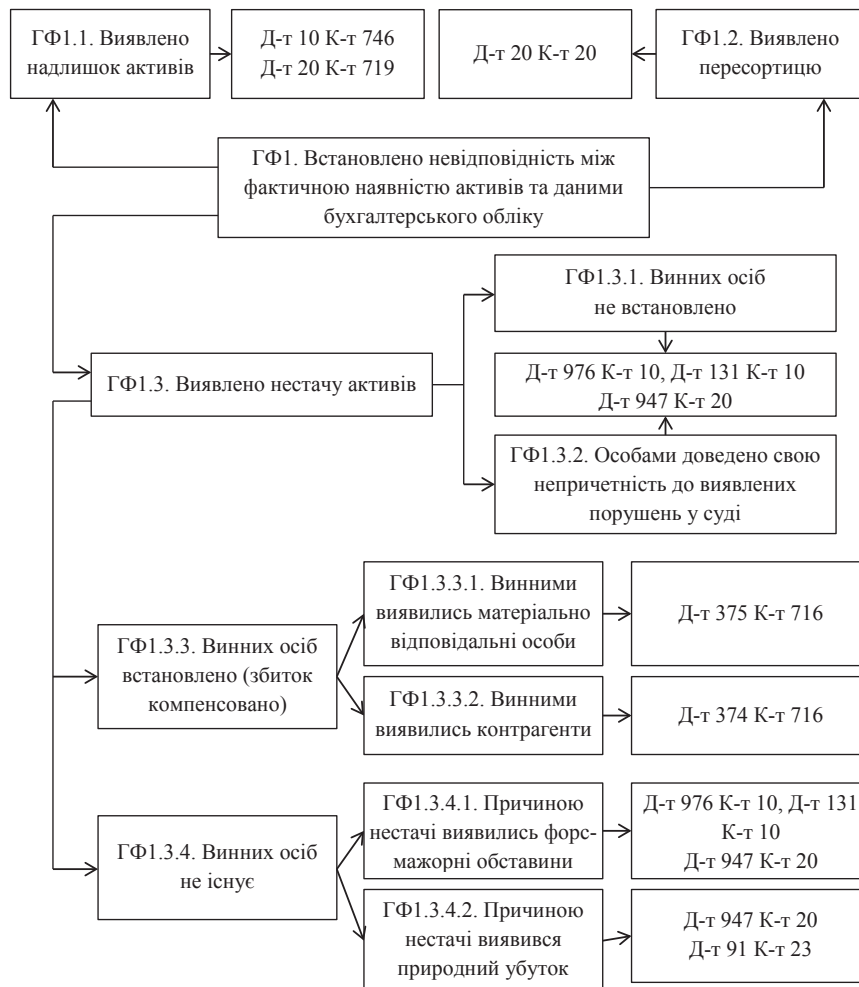 ГФ1.1. Виявлено
надлишок активів
Д-т 10 К-т 746
Д-т 20 К-т 719
Д-т 20 К-т 20
ГФ1.2. Виявлено
пересортицю
ГФ1. Встановлено невідповідність між
фактичною наявністю активів та даними
бухгалтерського обліку
ГФ1.3.1. Винних осіб
не встановлено
ГФ1.3. Виявлено нестачу активів
Д-т 976 К-т 10, Д-т 131 К-т 10
Д-т 947 К-т 20
ГФ1.3.2. Особами доведено свою
непричетність до виявлених
порушень у суді
ГФ1.3.3. Винних осіб
встановлено (збиток
компенсовано)
ГФ1.3.3.1. Винними
виявились матеріально
відповідальні особи
Д-т 375 К-т 716
ГФ1.3.3.2. Винними
виявились контрагенти
Д-т 374 К-т 716
ГФ1.3.4. Винних осіб
не існує
ГФ1.3.4.1. Причиною
нестачі виявились форс-
мажорні обставини
Д-т 976 К-т 10, Д-т 131
К-т 10
Д-т 947 К-т 20
ГФ1.3.4.2. Причиною
нестачі виявився
природний убуток
Д-т 947 К-т 20
Д-т 91 К-т 23